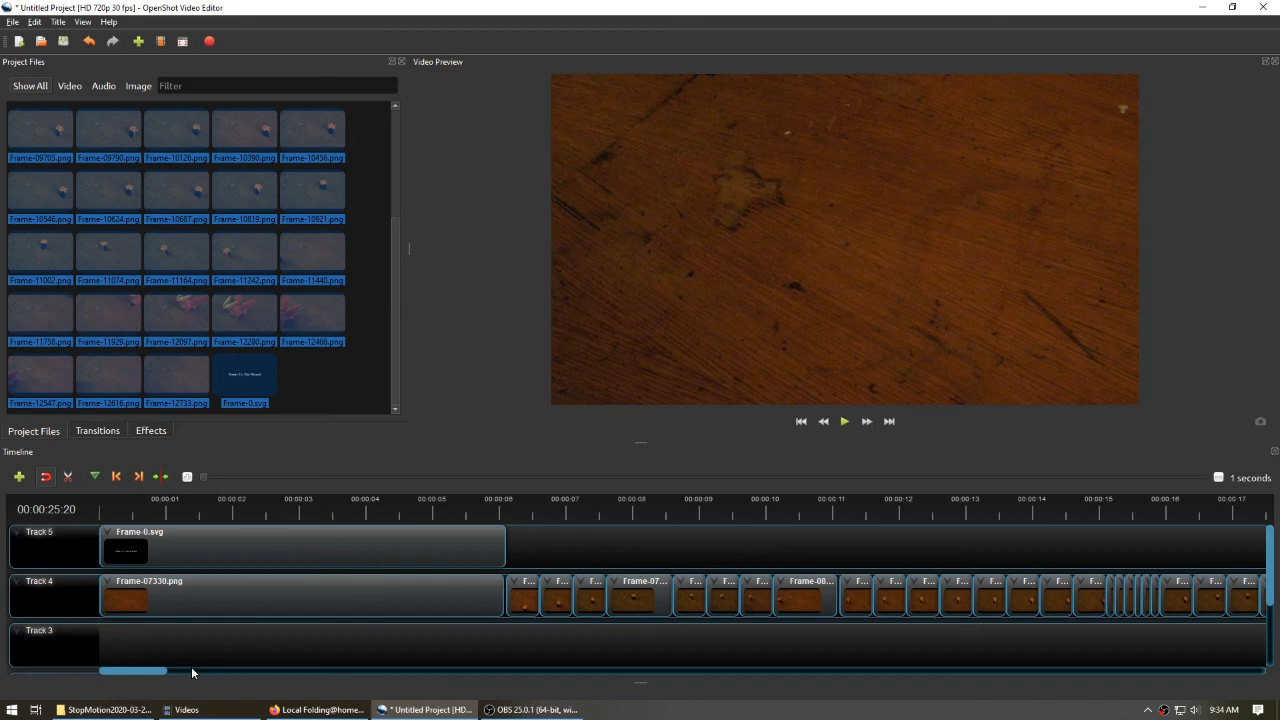 * Untitled Project [HD 720p 30 fps] - OpenShot Video Editor
File Edit Title View Help
Project Files
Video Preview
Show All Video Audio Image Filter
Frame-09703.png Frame-09790.png Frame-10126.png Frame-10390.png Frame-10456.png
Frame-10546.png Frame-10624.png Frame-10687.png Frame-10819.png Frame-10921.png
Frame-11002.png Frame-11074.png Frame-11164.png Frame-11242.png Frame-11440.png
Frame-11758.png Frame-11929.png Frame-12097.png Frame-12280.png Frame-12466.png
Frame-12547.png Frame-12616.png Frame-12733.png Frame-0.svg
Project Files Transitions Effects
Timeline
1 seconds
00:00:25:20
00:00:01 00:00:02 00:00:03 00:00:04 00:00:05 00:00:06 00:00:07 00:00:08 00:00:09 00:00:10 00:00:11 00:00:12 00:00:13 00:00:14 00:00:15 00:00:16 00:00:17
Track 5 Frame-0.svg
Track 4 Frame-07330.png F... F... F... Frame-07... F... F... F... Frame-08... F... F... F... F... F... F... F... F... F... F... F...
Track 3
StopMotion2020-03-2... Videos Local Folding@home... * Untitled Project [HD... OBS 25.0.1 (64-bit, wi... 9:34 AM